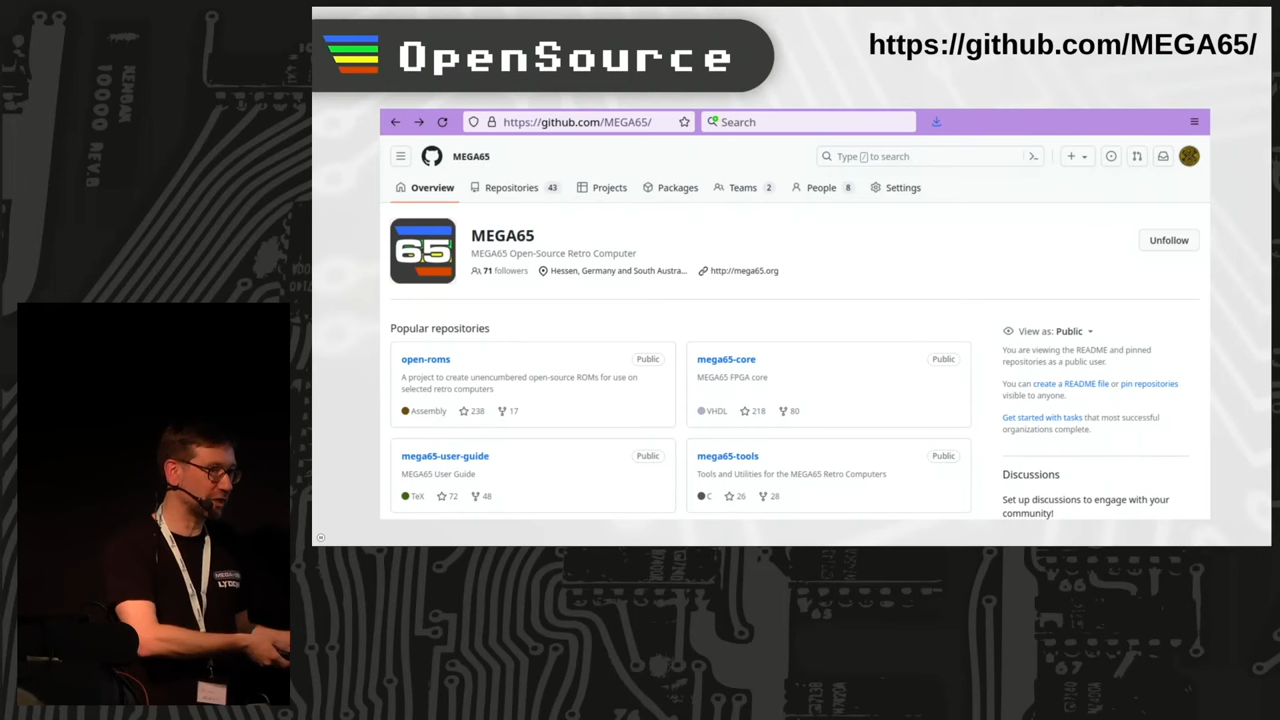 OpenSource
https://github.com/MEGA65/
https://github.com/MEGA65/
Search
MEGA65
Type / to search
Overview
Repositories 43
Projects
Packages
Teams 2
People 8
Settings
65
MEGA65
MEGA65 Open-Source Retro Computer
71 followers
Hessen, Germany and South Austra...
http://mega65.org
Unfollow
Popular repositories
open-roms
Public
A project to create unencumbered open-source ROMs for use on
selected retro computers
Assembly 238 17
mega65-core
Public
MEGA65 FPGA core
VHDL 218 80
mega65-user-guide
Public
MEGA65 User Guide
TeX 72 48
mega65-tools
Public
Tools and Utilities for the MEGA65 Retro Computers
C 26 28
View as: Public
You are viewing the README and pinned
repositories as a public user.
You can create a README file or pin repositories
visible to anyone.
Get started with tasks that most successful
organizations complete.
Discussions
Set up discussions to engage with your
community!
KENBAK
10000 REV.B